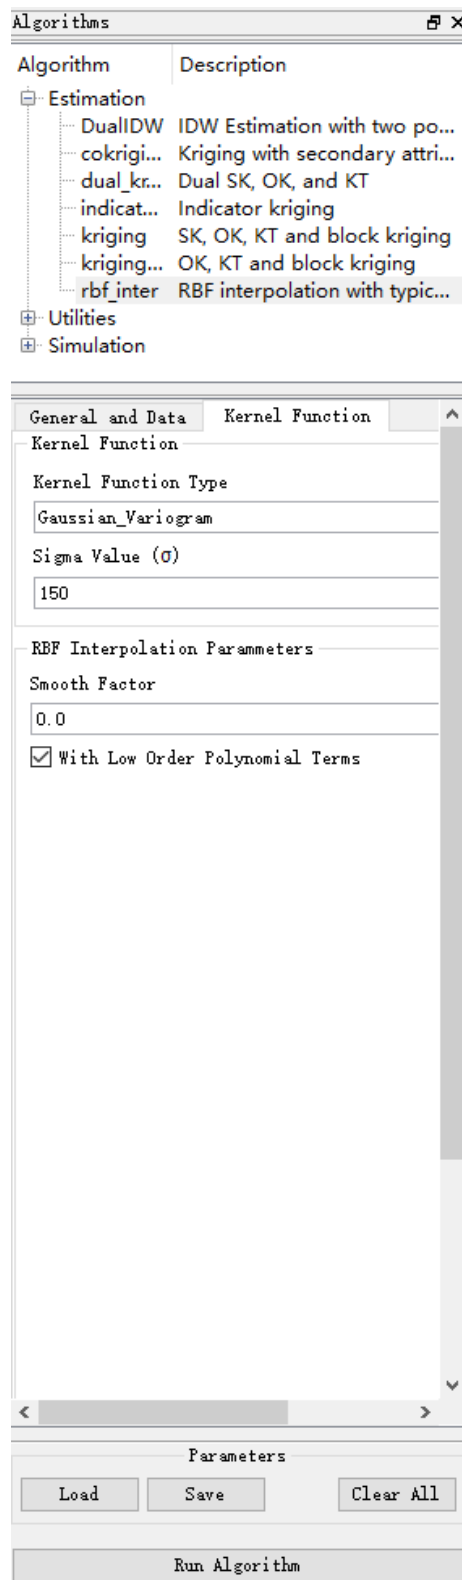 Algorithms
Algorithm Description
Estimation
DualIDW IDW Estimation with two po...
cokrigi... Kriging with secondary attri...
dual_kr... Dual SK, OK, and KT
indicat... Indicator kriging
kriging SK, OK, KT and block kriging
kriging... OK, KT and block kriging
rbf_inter RBF interpolation with typic...
Utilities
Simulation
General and Data Kernel Function
Kernel Function
Kernel Function Type
Gaussian_Variogram
Sigma Value (σ)
150
RBF Interpolation Parammeters
Smooth Factor
0.0
With Low Order Polynomial Terms
Parameters
Load Save Clear All
Run Algorithm